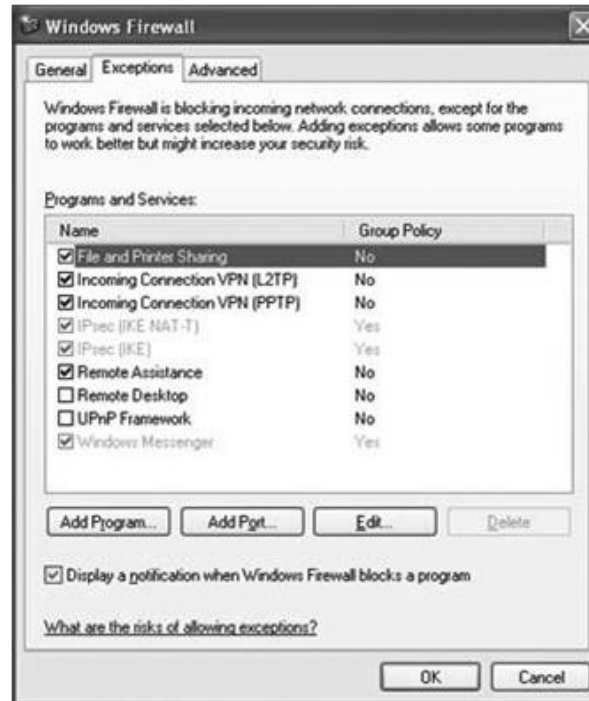 Windows Firewall
General Exceptions Advanced
Windows Firewall is blocking incoming network connections, except for the
programs and services selected below. Adding exceptions allows some programs
to work better but might increase your security risk.
Programs and Services:
Name Group Policy
File and Printer Sharing No
Incoming Connection VPN (L2TP) No
Incoming Connection VPN (PPTP) No
IPsec (IKE NAT-T) Yes
IPsec (IKE) Yes
Remote Assistance No
Remote Desktop No
UPnP Framework No
Windows Messenger Yes
Add Program... Add Port... Edit... Delete
Display a notification when Windows Firewall blocks a program
What are the risks of allowing exceptions?
OK Cancel